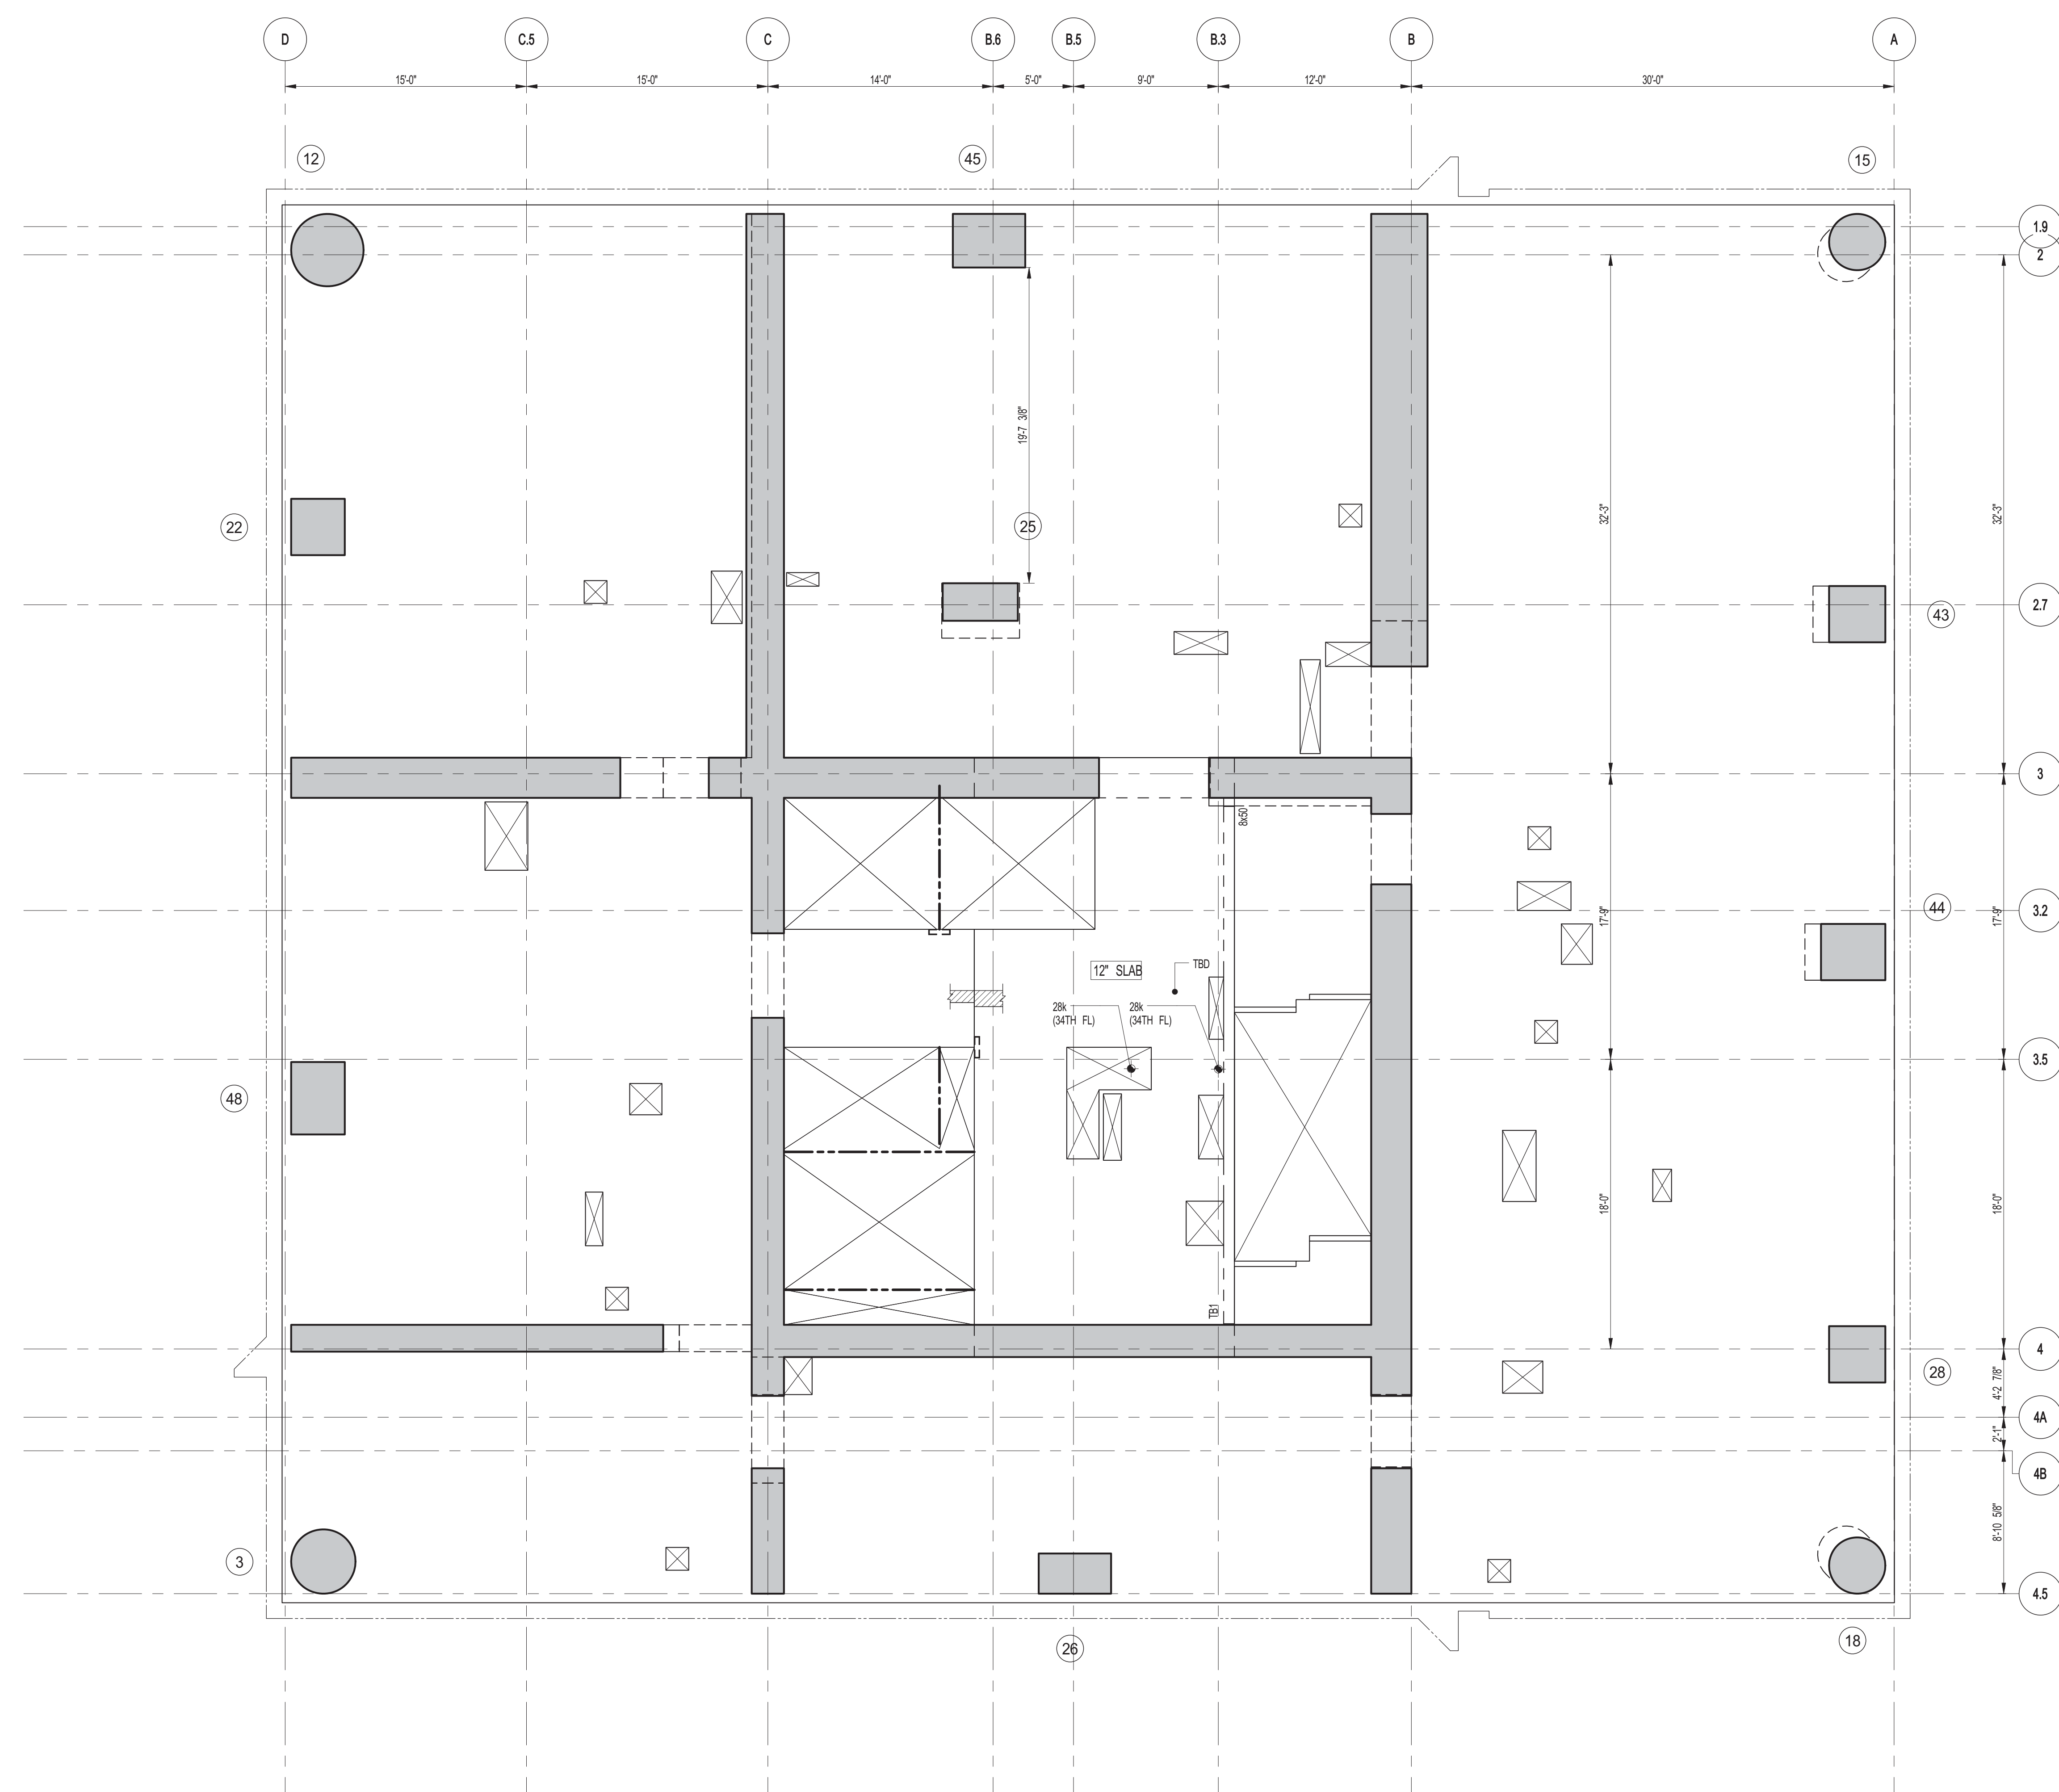 D
C.5
C
B.6
B.5
B.3
B
A
15'-0"
15'-0"
14'-0"
5'-0"
9'-0"
12'-0"
30'-0"
12
45
15
1.9
2
19'-7 3/8"
32'-3"
32'-3"
22
25
2.7
43
3
8x50
17'-9"
17'-9"
44
3.2
12" SLAB
TBD
28k
(34TH FL)
28k
(34TH FL)
3.5
48
18'-0"
18'-0"
TB1
4
28
4'-2 7/8"
4A
2'-1"
4B
8'-10 5/8"
3
4.5
26
18